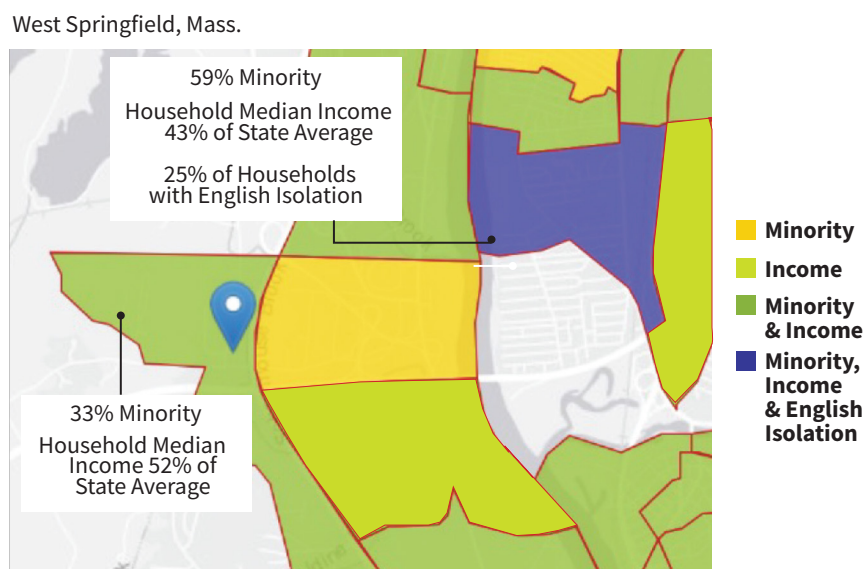 West Springfield, Mass.
59% Minority
Household Median Income
43% of State Average
25% of Households
with English Isolation
33% Minority
Household Median
Income 52% of
State Average
Minority
Income
Minority
& Income
Minority,
Income
& English
Isolation